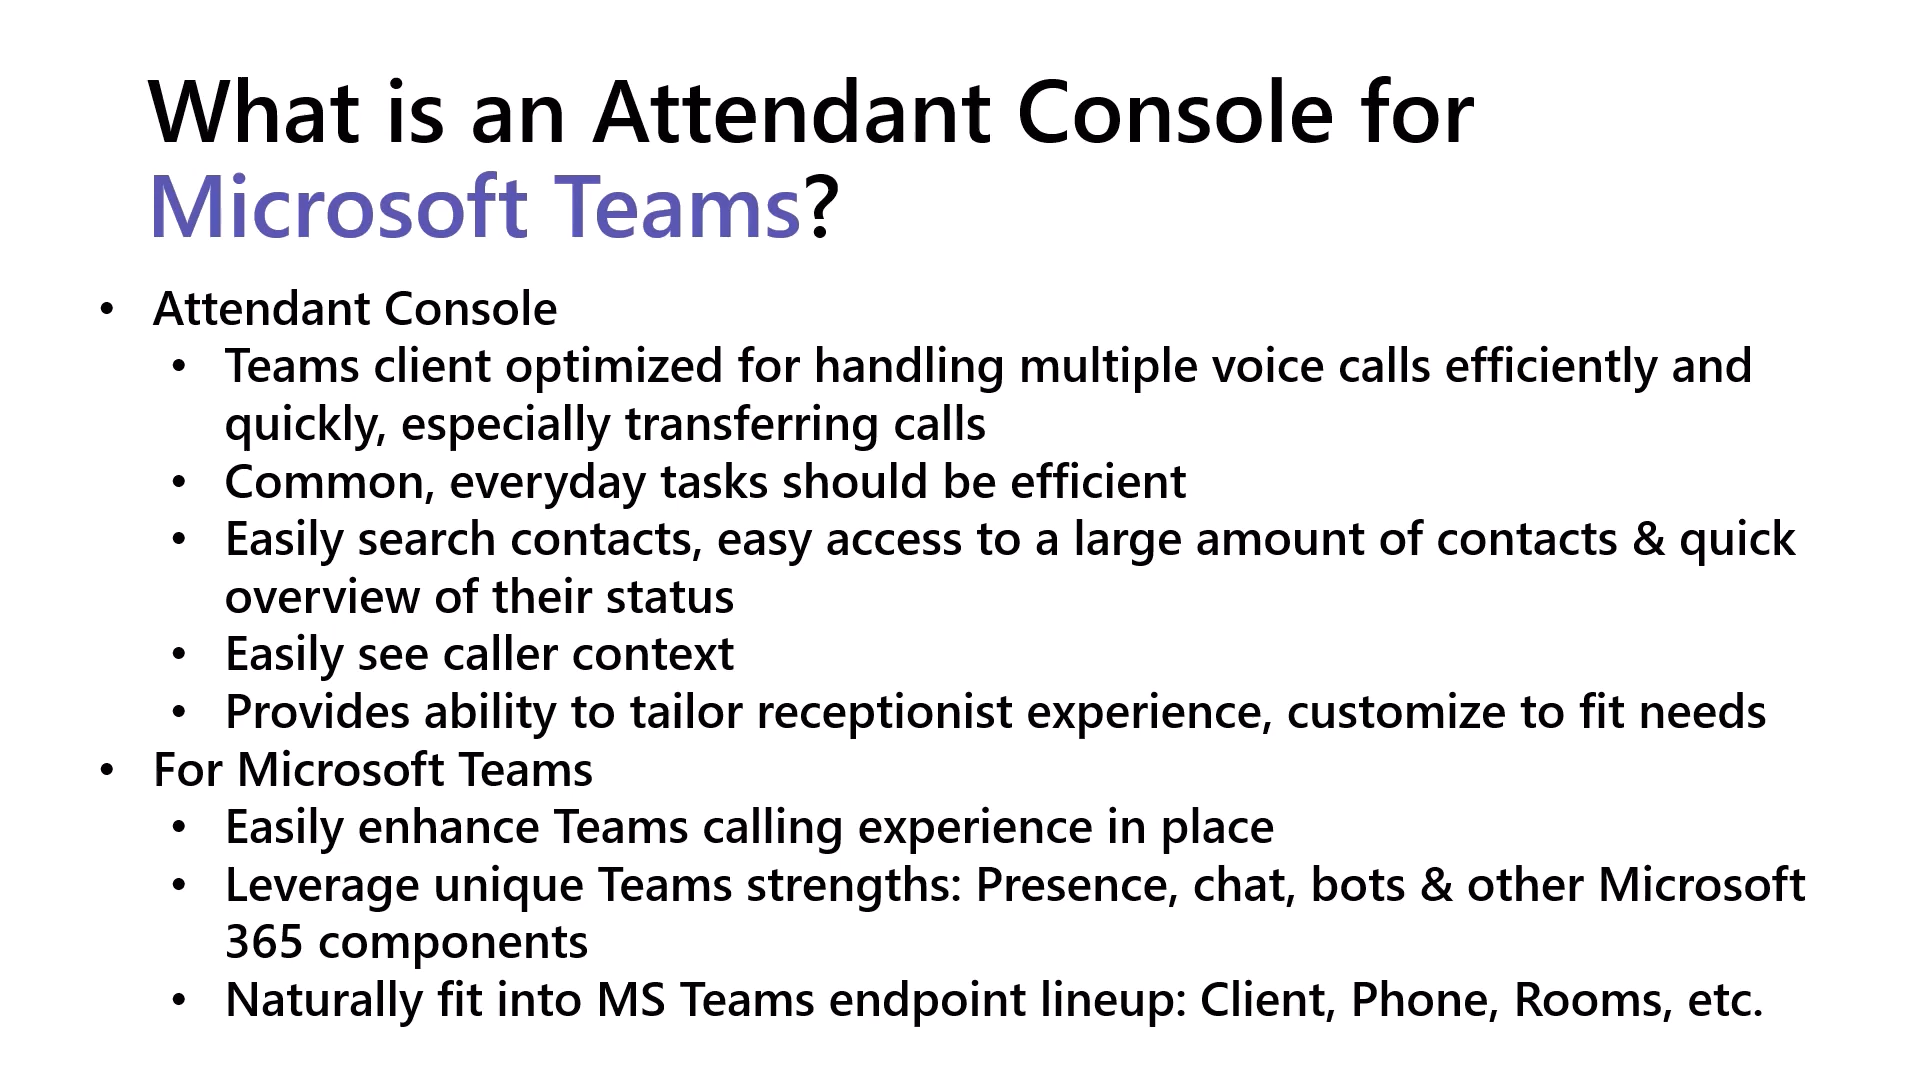 What is an Attendant Console for
Microsoft Teams?
• Attendant Console
• Teams client optimized for handling multiple voice calls efficiently and
quickly, especially transferring calls
• Common, everyday tasks should be efficient
• Easily search contacts, easy access to a large amount of contacts & quick
overview of their status
• Easily see caller context
• Provides ability to tailor receptionist experience, customize to fit needs
• For Microsoft Teams
• Easily enhance Teams calling experience in place
• Leverage unique Teams strengths: Presence, chat, bots & other Microsoft
365 components
• Naturally fit into MS Teams endpoint lineup: Client, Phone, Rooms, etc.